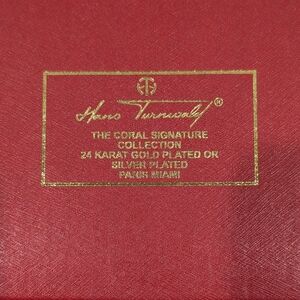 Hans Turnwald®
THE CORAL SIGNATURE
COLLECTION
24 KARAT GOLD PLATED OR
SILVER PLATED
PARIS MIAMI